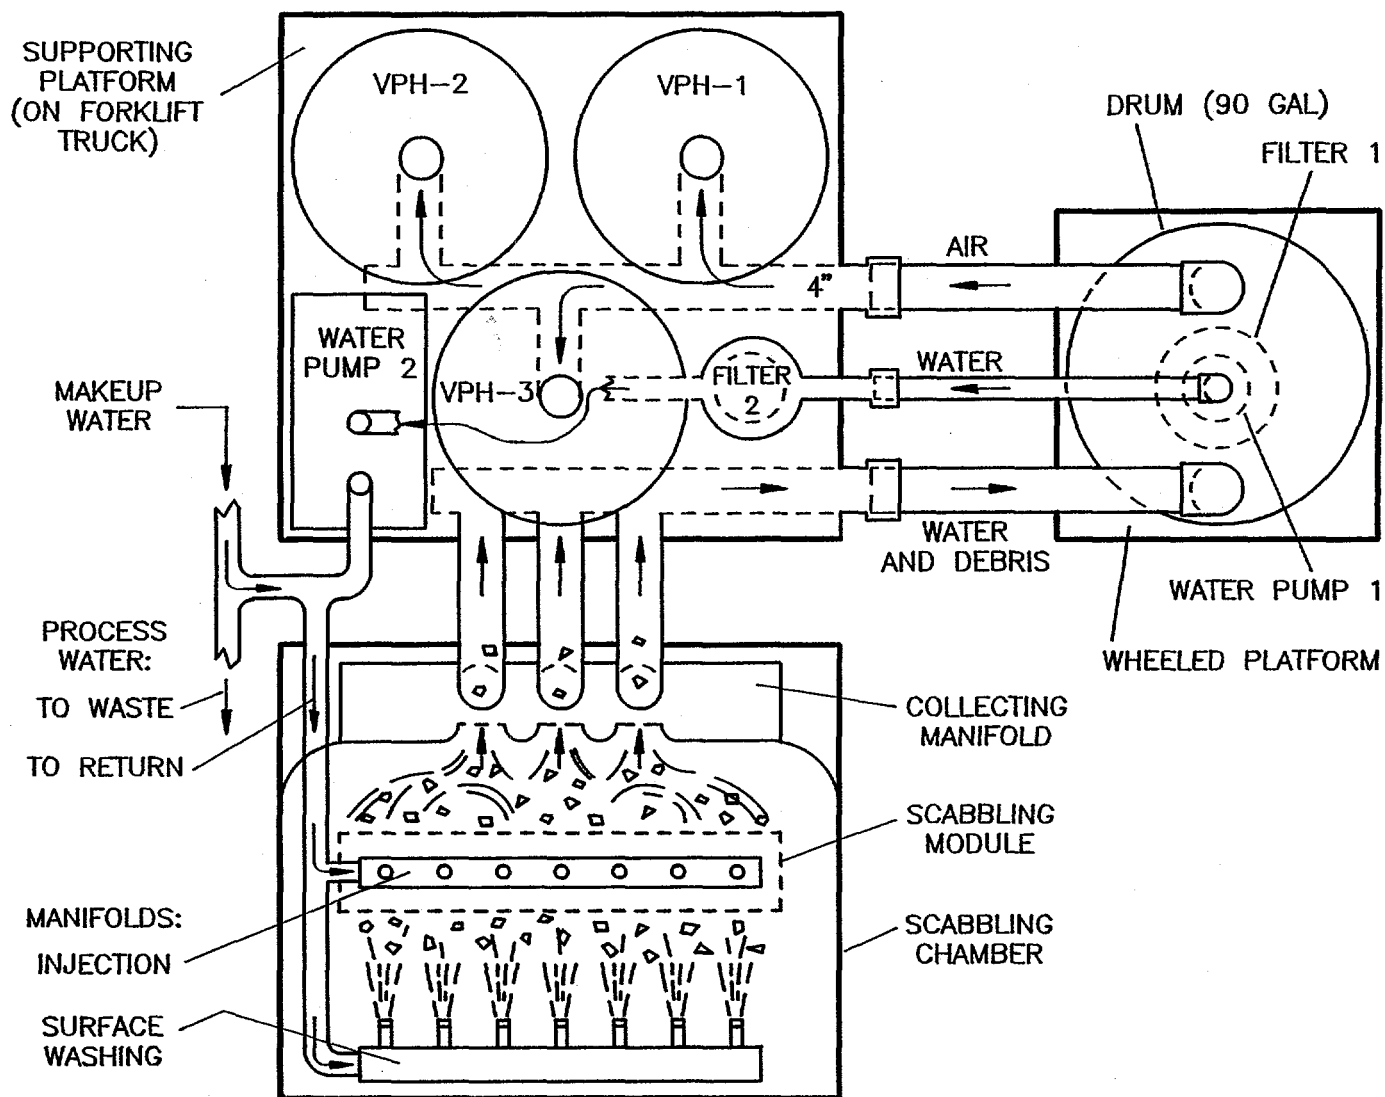 SUPPORTING
PLATFORM
(ON FORKLIFT
TRUCK)
VPH-2
VPH-1
DRUM (90 GAL)
FILTER 1
AIR
4"
WATER
PUMP 2
VPH-3
FILTER
2
WATER
MAKEUP
WATER
WATER
AND DEBRIS
WATER PUMP 1
WHEELED PLATFORM
PROCESS
WATER:
TO WASTE
TO RETURN
COLLECTING
MANIFOLD
SCABBLING
MODULE
MANIFOLDS:
INJECTION
SCABBLING
CHAMBER
SURFACE
WASHING